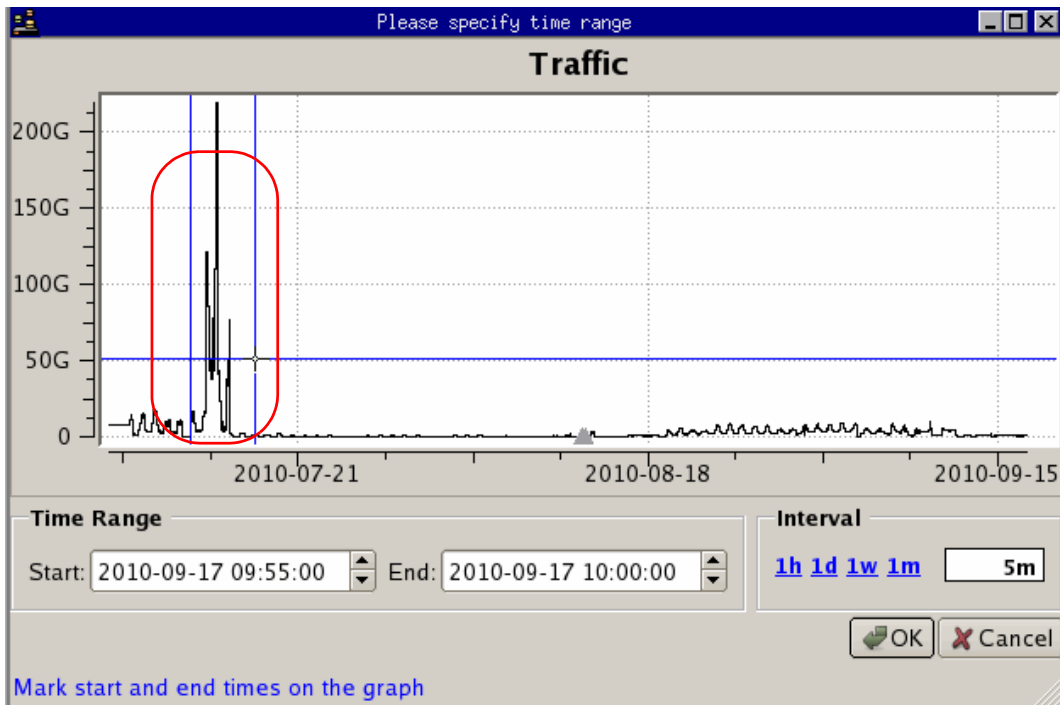 Please specify time range
Traffic
200G
150G
100G
50G
0
2010-07-21 2010-08-18 2010-09-15
Time Range Interval
Start: 2010-09-17 09:55:00 End: 2010-09-17 10:00:00 1h 1d 1w 1m 5m
OK Cancel
Mark start and end times on the graph